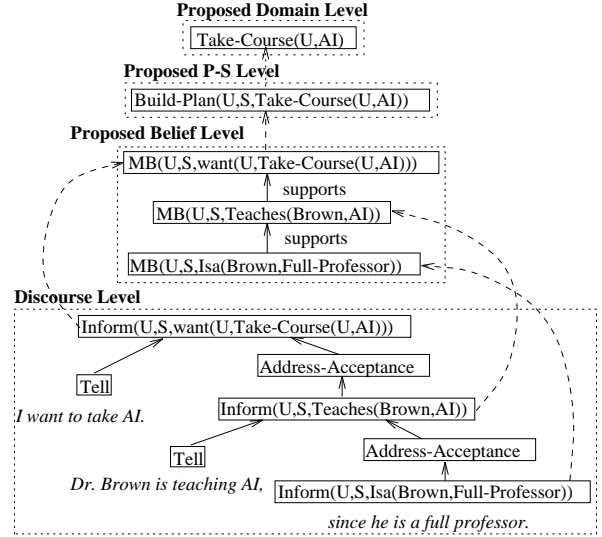 Proposed Domain Level
Take-Course(U,AI)
Proposed P-S Level
Build-Plan(U,S,Take-Course(U,AI))
Proposed Belief Level
MB(U,S,want(U,Take-Course(U,AI)))
supports
MB(U,S,Teaches(Brown,AI))
supports
MB(U,S,Isa(Brown,Full-Professor))
Discourse Level
Inform(U,S,want(U,Take-Course(U,AI)))
Tell
Address-Acceptance
I want to take AI.
Inform(U,S,Teaches(Brown,AI))
Tell
Address-Acceptance
Dr. Brown is teaching AI,
Inform(U,S,Isa(Brown,Full-Professor))
since he is a full professor.